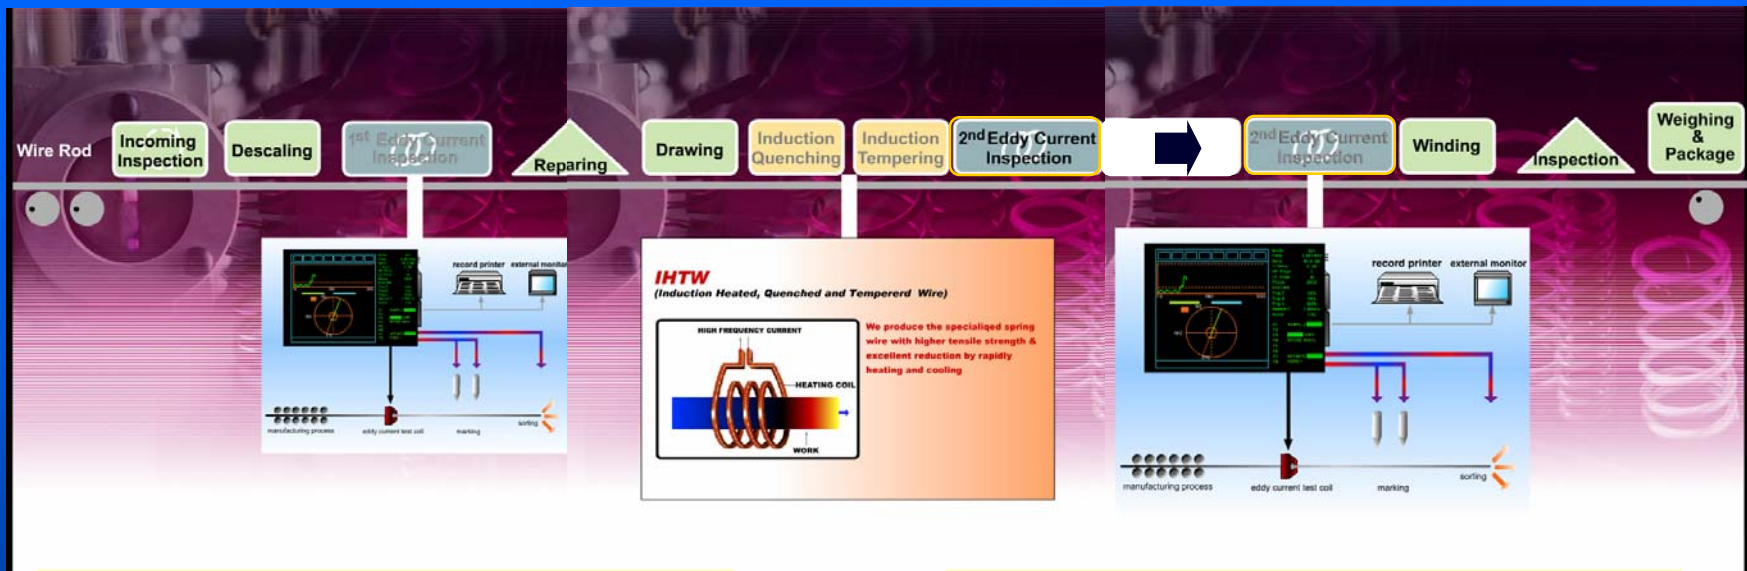 Wire Rod
Incoming
Inspection
Descaling
1st Eddy Current
Inspection
Reparing
Drawing
Induction
Quenching
Induction
Tempering
2nd Eddy Current
Inspection
2nd Eddy Current
Inspection
Winding
Inspection
Weighing
&
Package
record printer
external monitor
manufacturing process
eddy current test coil
marking
sorting
IHTW
(Induction Heated, Quenched and Tempererd Wire)
HIGH FREQUENCY CURRENT
HEATING COIL
WORK
We produce the specialiqed spring
wire with higher tensile strength &
excellent reduction by rapidly
heating and cooling
record printer
external monitor
manufacturing process
eddy current test coil
marking
sorting